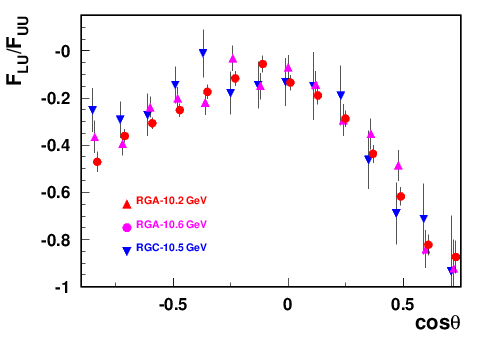 F_LU/F_UU
-0
-0.2
-0.4
-0.6
-0.8
-1
RGA-10.2 GeV
RGA-10.6 GeV
RGC-10.5 GeV
-0.5 0 0.5
cosθ